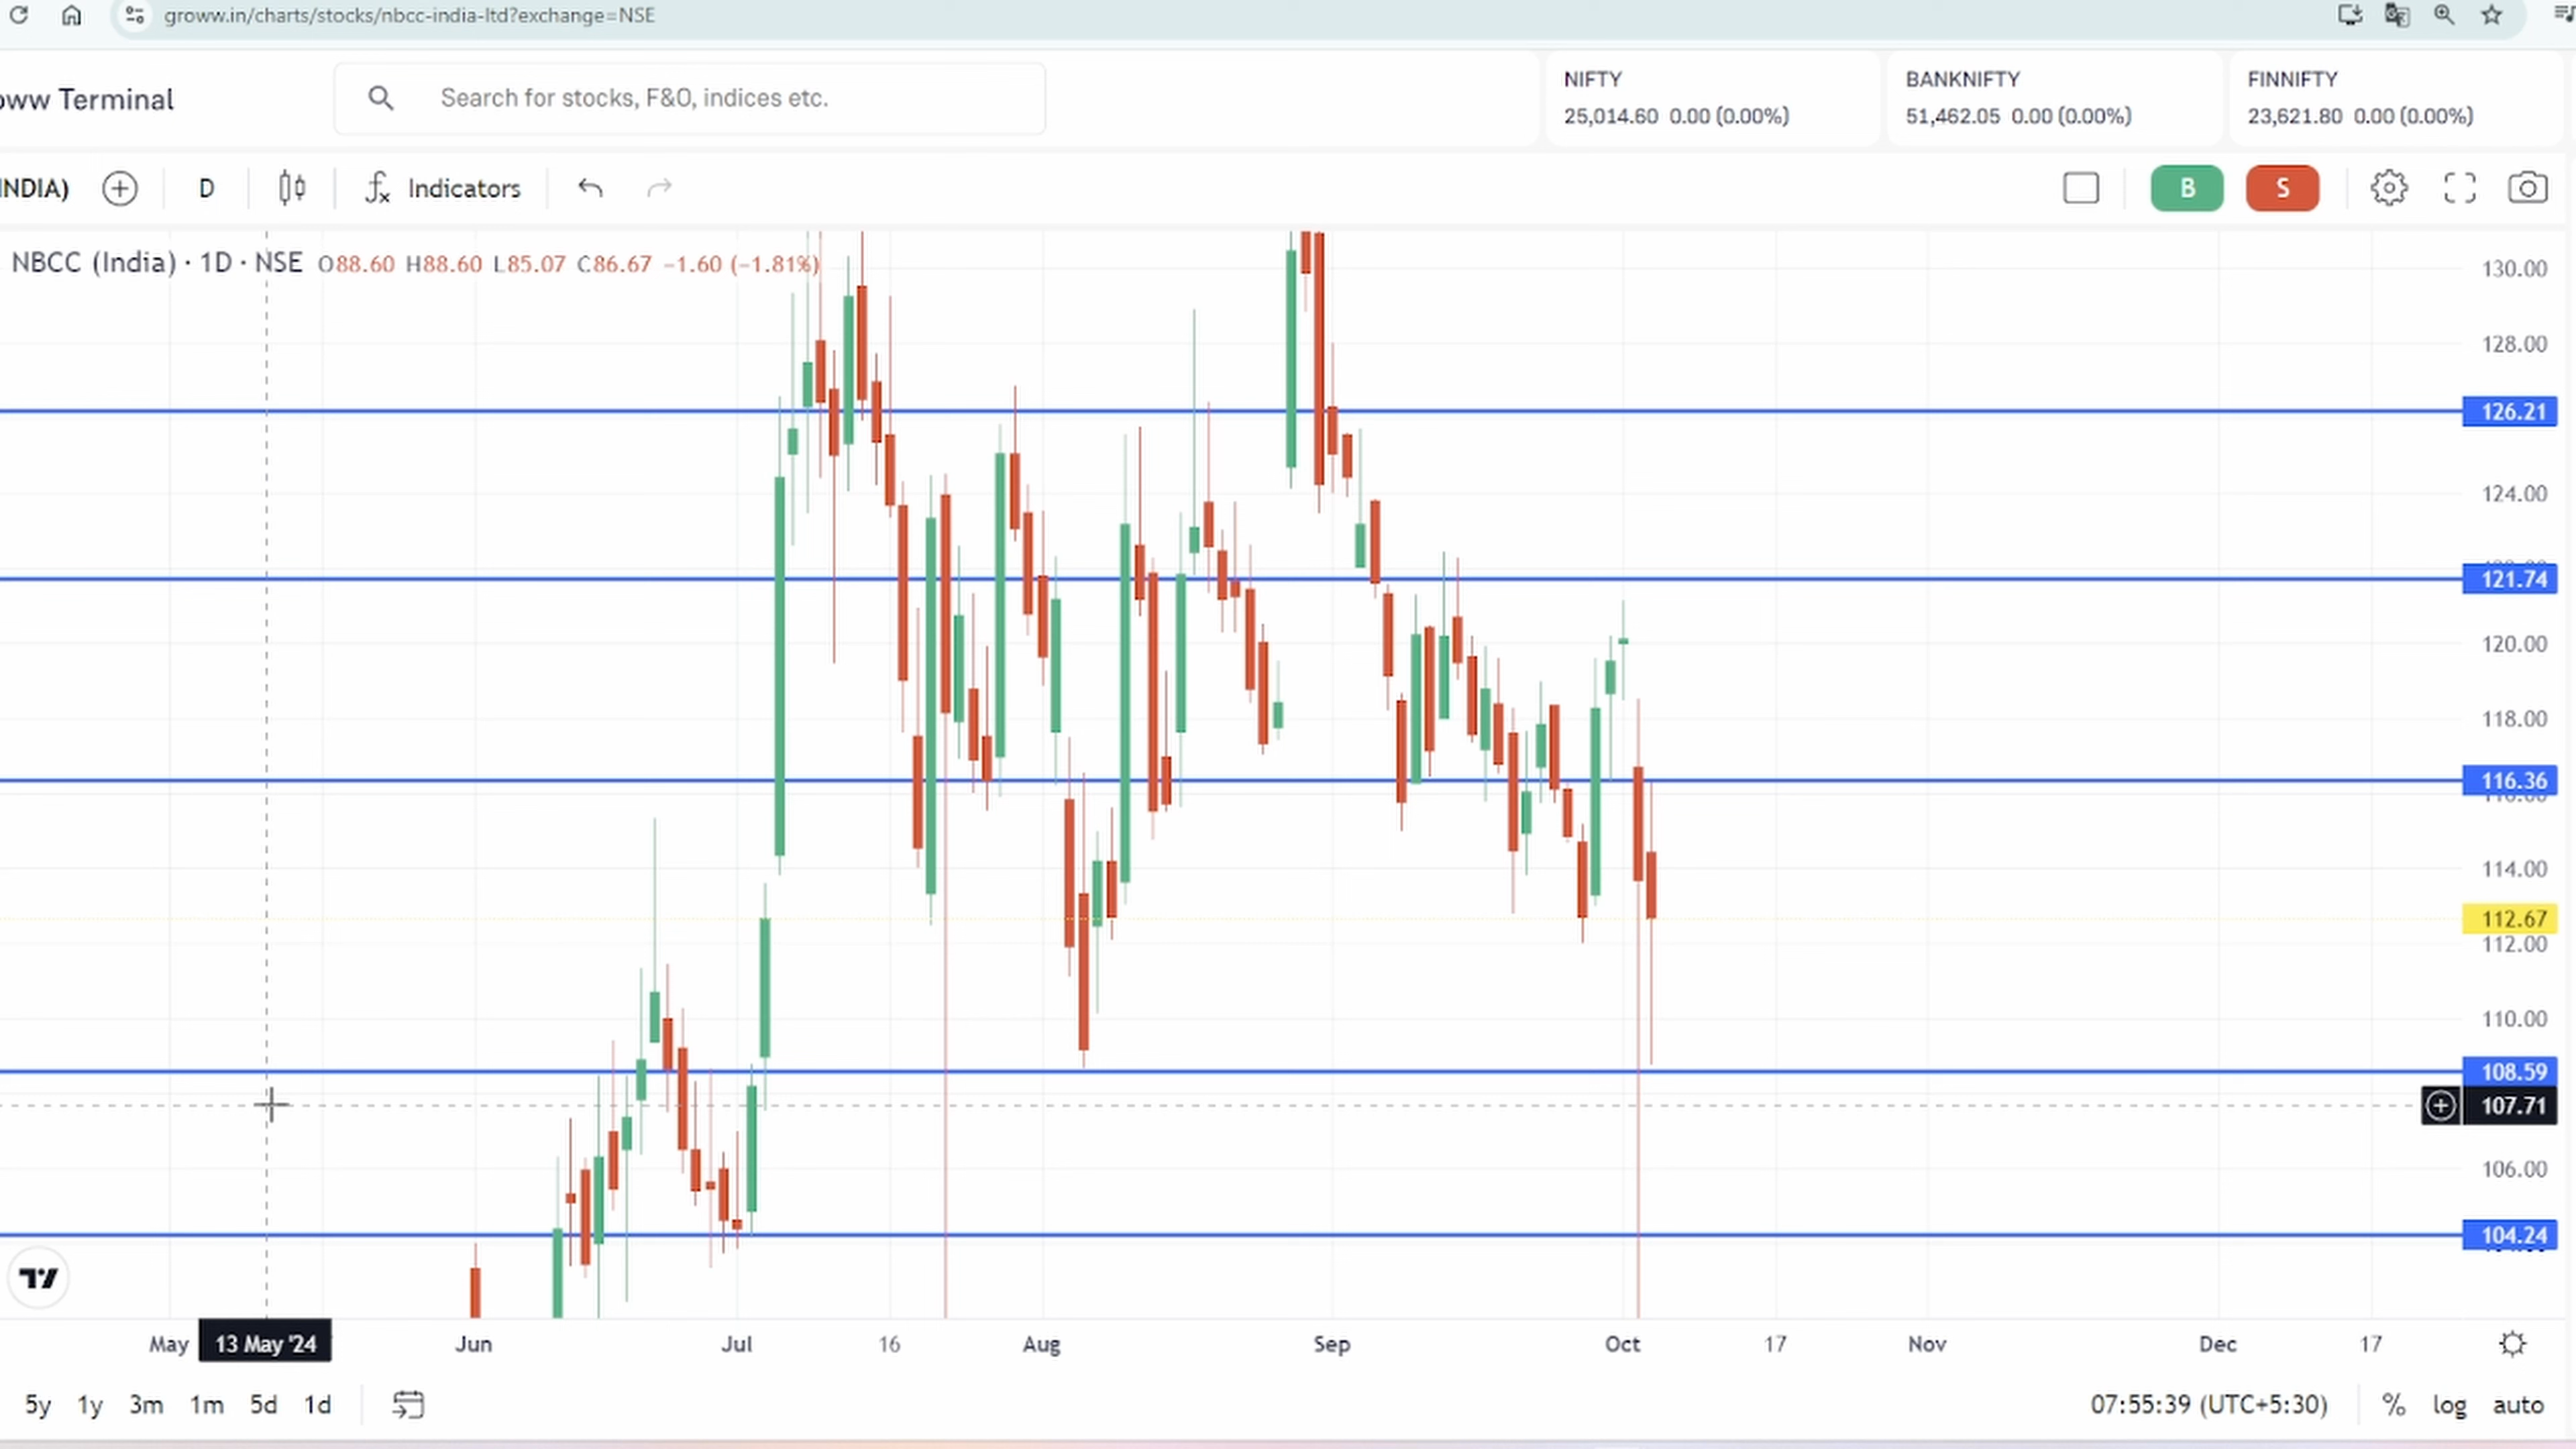 groww.in/charts/stocks/nbcc-india-ltd?exchange=NSE
oww Terminal
Search for stocks, F&O, indices etc.
NIFTY
25,014.60 0.00 (0.00%)
BANKNIFTY
51,462.05 0.00 (0.00%)
FINNIFTY
23,621.80 0.00 (0.00%)
INDIA)
D
Indicators
B
S
NBCC (India) · 1D · NSE O88.60 H88.60 L85.07 C86.67 −1.60 (−1.81%)
130.00
128.00
126.21
124.00
121.74
120.00
118.00
116.36
114.00
112.67
112.00
110.00
108.59
107.71
106.00
104.24
May
13 May '24
Jun
Jul
16
Aug
Sep
Oct
17
Nov
Dec
17
5y 1y 3m 1m 5d 1d
07:55:39 (UTC+5:30)
% log auto